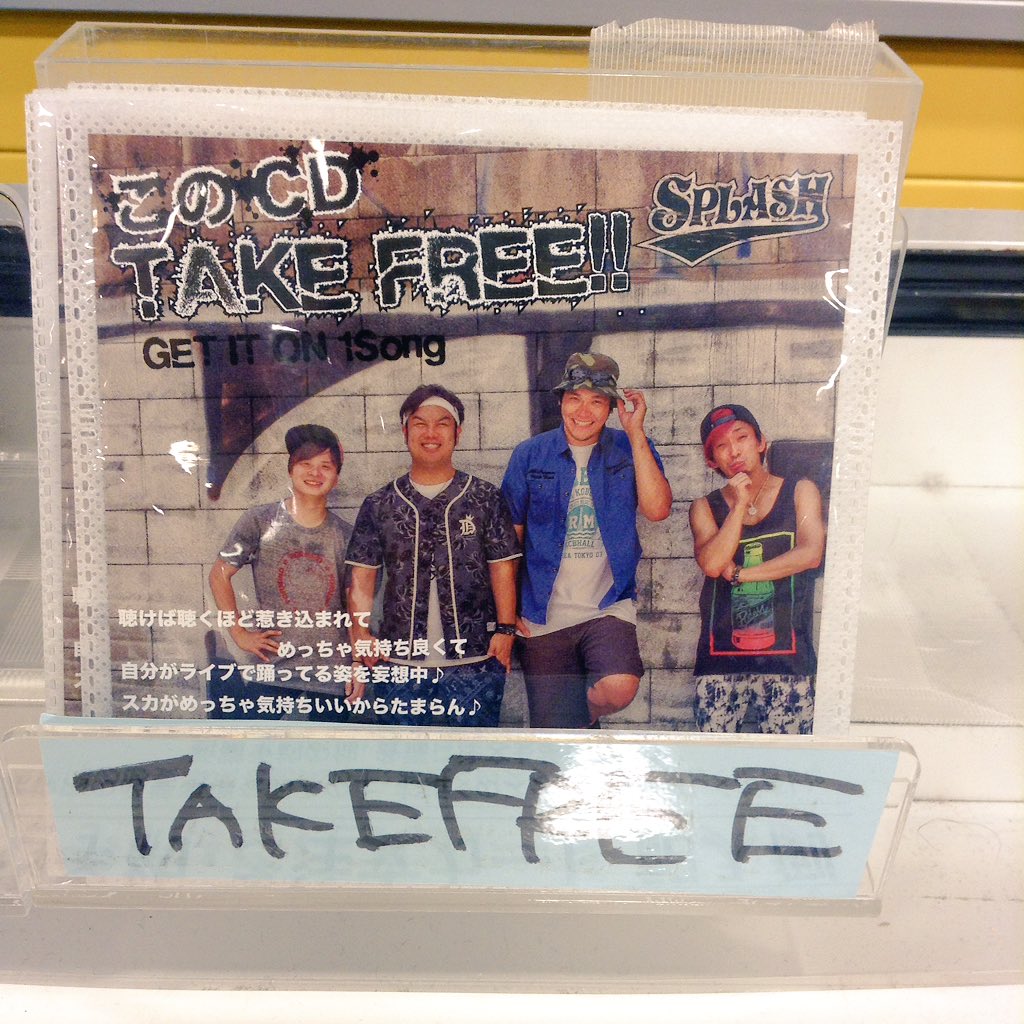 このCD
SPLASH
TAKE FREE!!
GET IT ON 1Song
聴けば聴くほど惹き込まれて
めっちゃ気持ち良くて
自分がライブで踊ってる姿を妄想中♪
スカがめっちゃ気持ちいいからたまらん♪
TAKEFREE